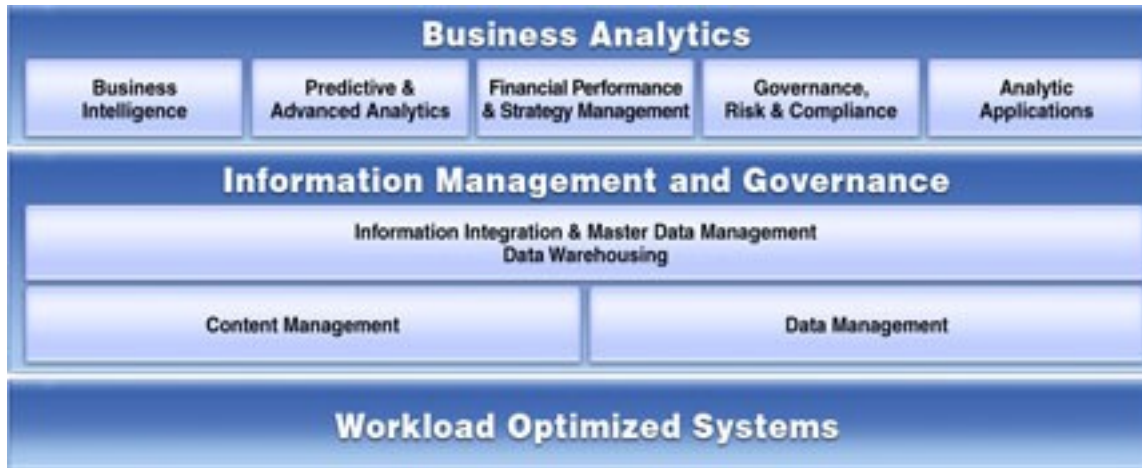 Business Analytics
Business
Intelligence
Predictive &
Advanced Analytics
Financial Performance
& Strategy Management
Governance,
Risk & Compliance
Analytic
Applications
Information Management and Governance
Information Integration & Master Data Management
Data Warehousing
Content Management
Data Management
Workload Optimized Systems